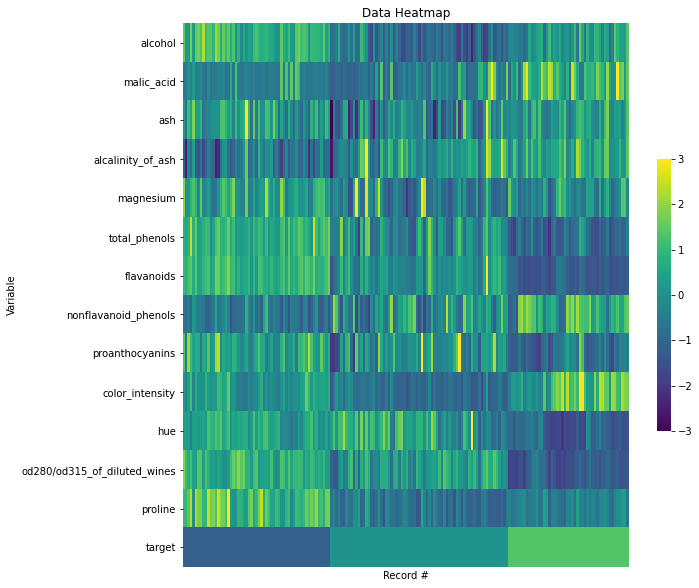 Data Heatmap
alcohol
malic_acid
ash
alcalinity_of_ash
magnesium
total_phenols
flavanoids
nonflavanoid_phenols
proanthocyanins
color_intensity
hue
od280/od315_of_diluted_wines
proline
target
Variable
Record #
3
2
1
0
−1
−2
−3